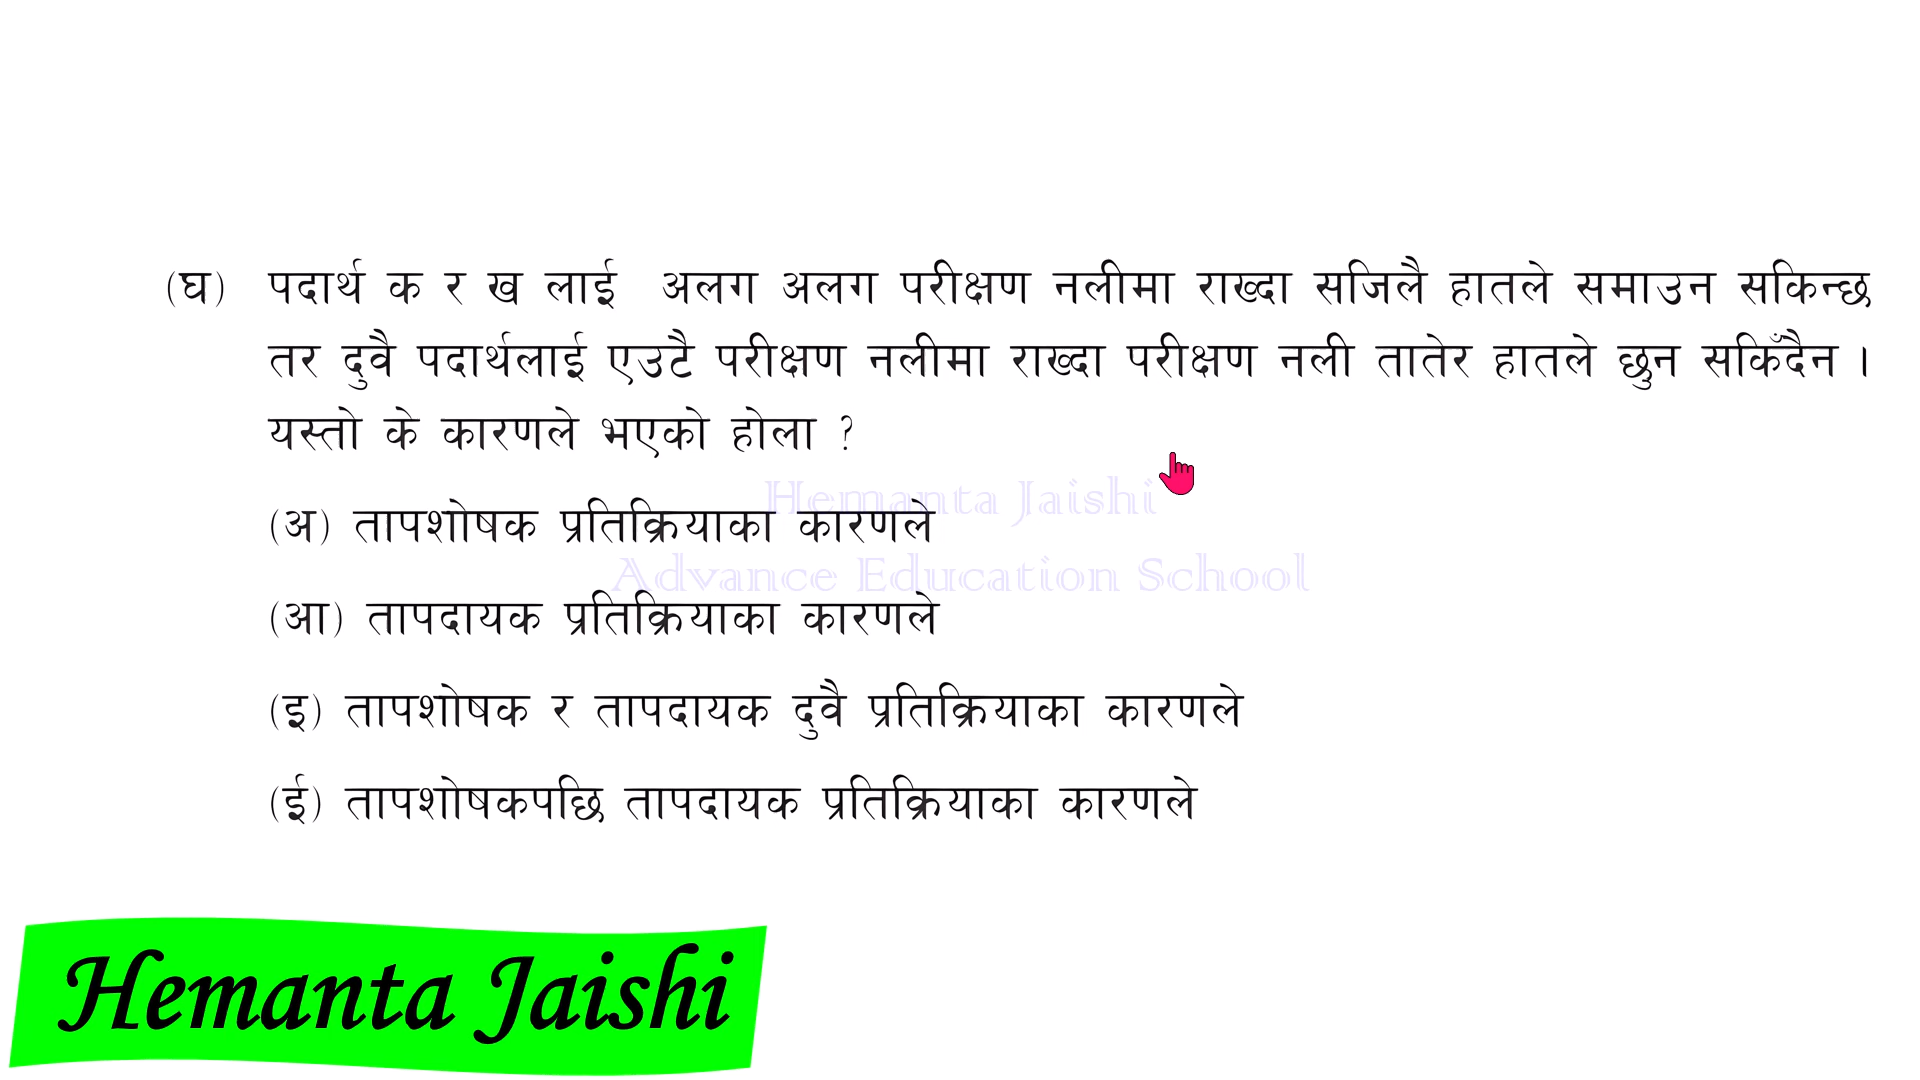 (घ) पदार्थ क र ख लाई अलग अलग परीक्षण नलीमा राख्दा सजिलै हातले समाउन सकिन्छ
तर दुवै पदार्थलाई एउटै परीक्षण नलीमा राख्दा परीक्षण नली तातेर हातले छुन सकिँदैन ।
यस्तो के कारणले भएको होला ?
Hemanta Jaishi
(अ) तापशोषक प्रतिक्रियाका कारणले
Advance Education School
(आ) तापदायक प्रतिक्रियाका कारणले
(इ) तापशोषक र तापदायक दुवै प्रतिक्रियाका कारणले
(ई) तापशोषकपछि तापदायक प्रतिक्रियाका कारणले
Hemanta Jaishi